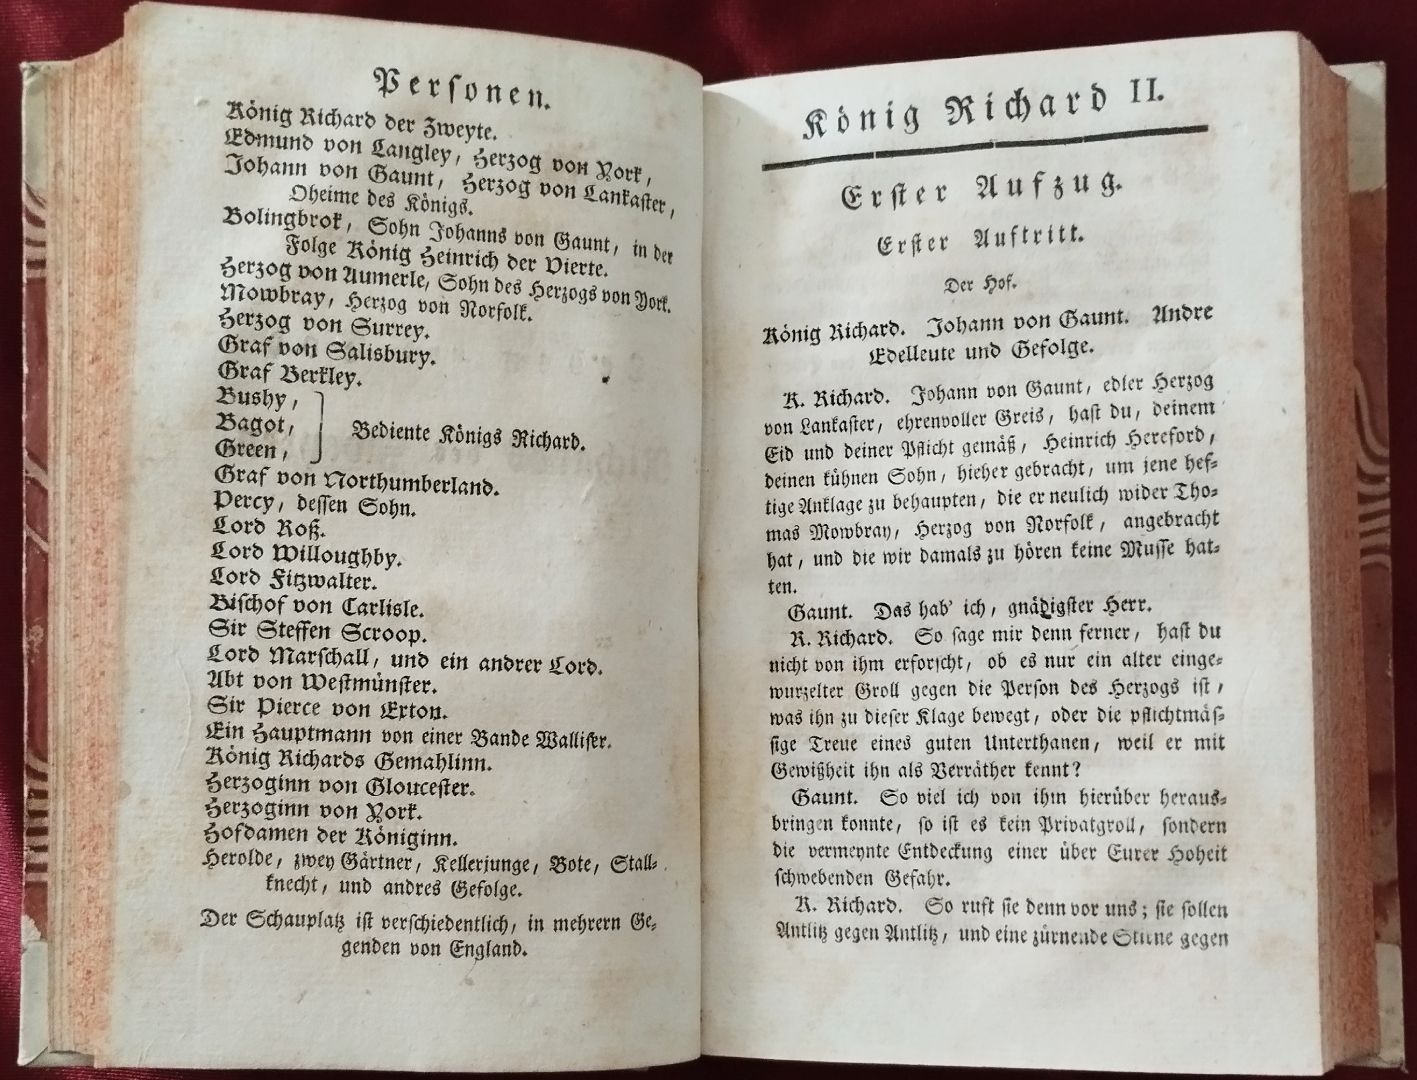 Personen.
König Richard der Zweyte.
Edmund von Langley, Herzog von York,
Johann von Gaunt, Herzog von Lankaster,
Oheime des Königs.
Bolingbrok, Sohn Johanns von Gaunt, in der
Folge König Heinrich der Vierte.
Herzog von Aumerle, Sohn des Herzogs von York.
Mowbray, Herzog von Norfolk.
Herzog von Surrey.
Graf von Salisbury.
Graf Berkley.
Bushy,
Bagot,
Green,
Bediente Königs Richard.
Graf von Northumberland.
Percy, dessen Sohn.
Lord Roß.
Lord Willoughby.
Lord Fitzwalter.
Bischof von Carlisle.
Sir Steffen Scroop.
Lord Marschall, und ein andrer Lord.
Abt von Westmünster.
Sir Pierce von Exton.
Ein Hauptmann von einer Bande Walliser.
König Richards Gemahlinn.
Herzoginn von Gloucester.
Herzoginn von York.
Hofdamen der Königinn.
Herolde, zwey Gärtner, Kellerjunge, Bote, Stall-
knecht, und andres Gefolge.
Der Schauplatz ist verschiedentlich, in mehrern Ge-
genden von England.
König Richard II.
Erster Aufzug.
Erster Auftritt.
Der Hof.
König Richard. Johann von Gaunt. Andre
Edelleute und Gefolge.
K. Richard. Johann von Gaunt, edler Herzog
von Lankaster, ehrenvoller Greis, hast du, deinem
Eid und deiner Pflicht gemäß, Heinrich Hereford,
deinen kühnen Sohn, hieher gebracht, um jene hef-
tige Anklage zu behaupten, die er neulich wider Tho-
mas Mowbray, Herzog von Norfolk, angebracht
hat, und die wir damals zu hören keine Musse hat-
ten.
Gaunt. Das hab' ich, gnädigster Herr.
K. Richard. So sage mir denn ferner, hast du
nicht von ihm erforscht, ob es nur ein alter einge-
wurzelter Groll gegen die Person des Herzogs ist,
was ihn zu dieser Klage bewegt, oder die pflichtmäs-
sige Treue eines guten Unterthanen, weil er mit
Gewißheit ihn als Verräther kennt?
Gaunt. So viel ich von ihm hierüber heraus-
bringen konnte, so ist es kein Privatgroll, sondern
die vermeynte Entdeckung einer über Eurer Hoheit
schwebenden Gefahr.
K. Richard. So ruft sie denn vor uns; sie sollen
Antlitz gegen Antlitz, und eine zürnende Stirne gegen